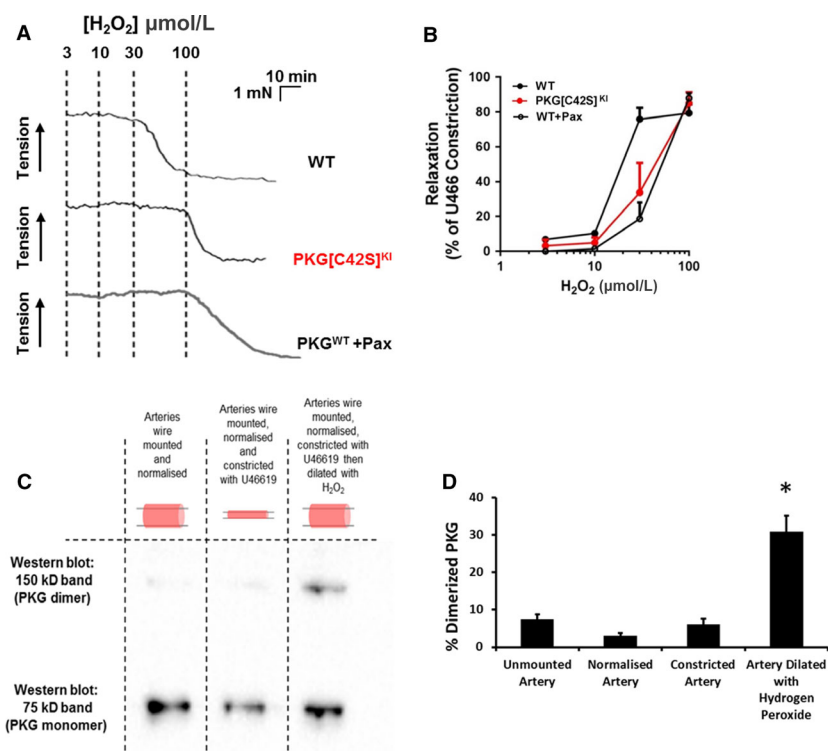 A
[H₂O₂] μmol/L
3 10 30 100
10 min
1 mN
Tension
WT
Tension
PKG[C42S]ᴷᴵ
Tension
PKGᵂᵀ+Pax
B
WT
PKG[C42S]ᴷᴵ
WT+Pax
Relaxation
(% of U466 Constriction)
100
80
60
40
20
0
1 10 100
H₂O₂ (μmol/L)
C
Arteries
wire
mounted
and
normalised
Arteries wire
mounted,
normalised
and
constricted
with U46619
Arteries wire
mounted,
normalised,
constricted with
U46619 then
dilated with
H₂O₂
Western blot:
150 kD band
(PKG dimer)
Western blot:
75 kD band
(PKG monomer)
D
% Dimerized PKG
40
30
20
10
0
*
Unmounted
Artery
Normalised
Artery
Constricted
Artery
Artery Dilated
with
Hydrogen
Peroxide